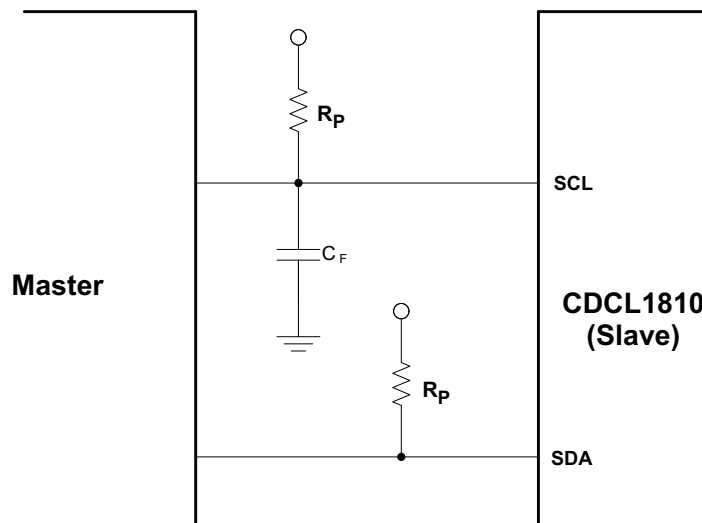 R_P
SCL
C_F
Master
CDCL1810
(Slave)
R_P
SDA